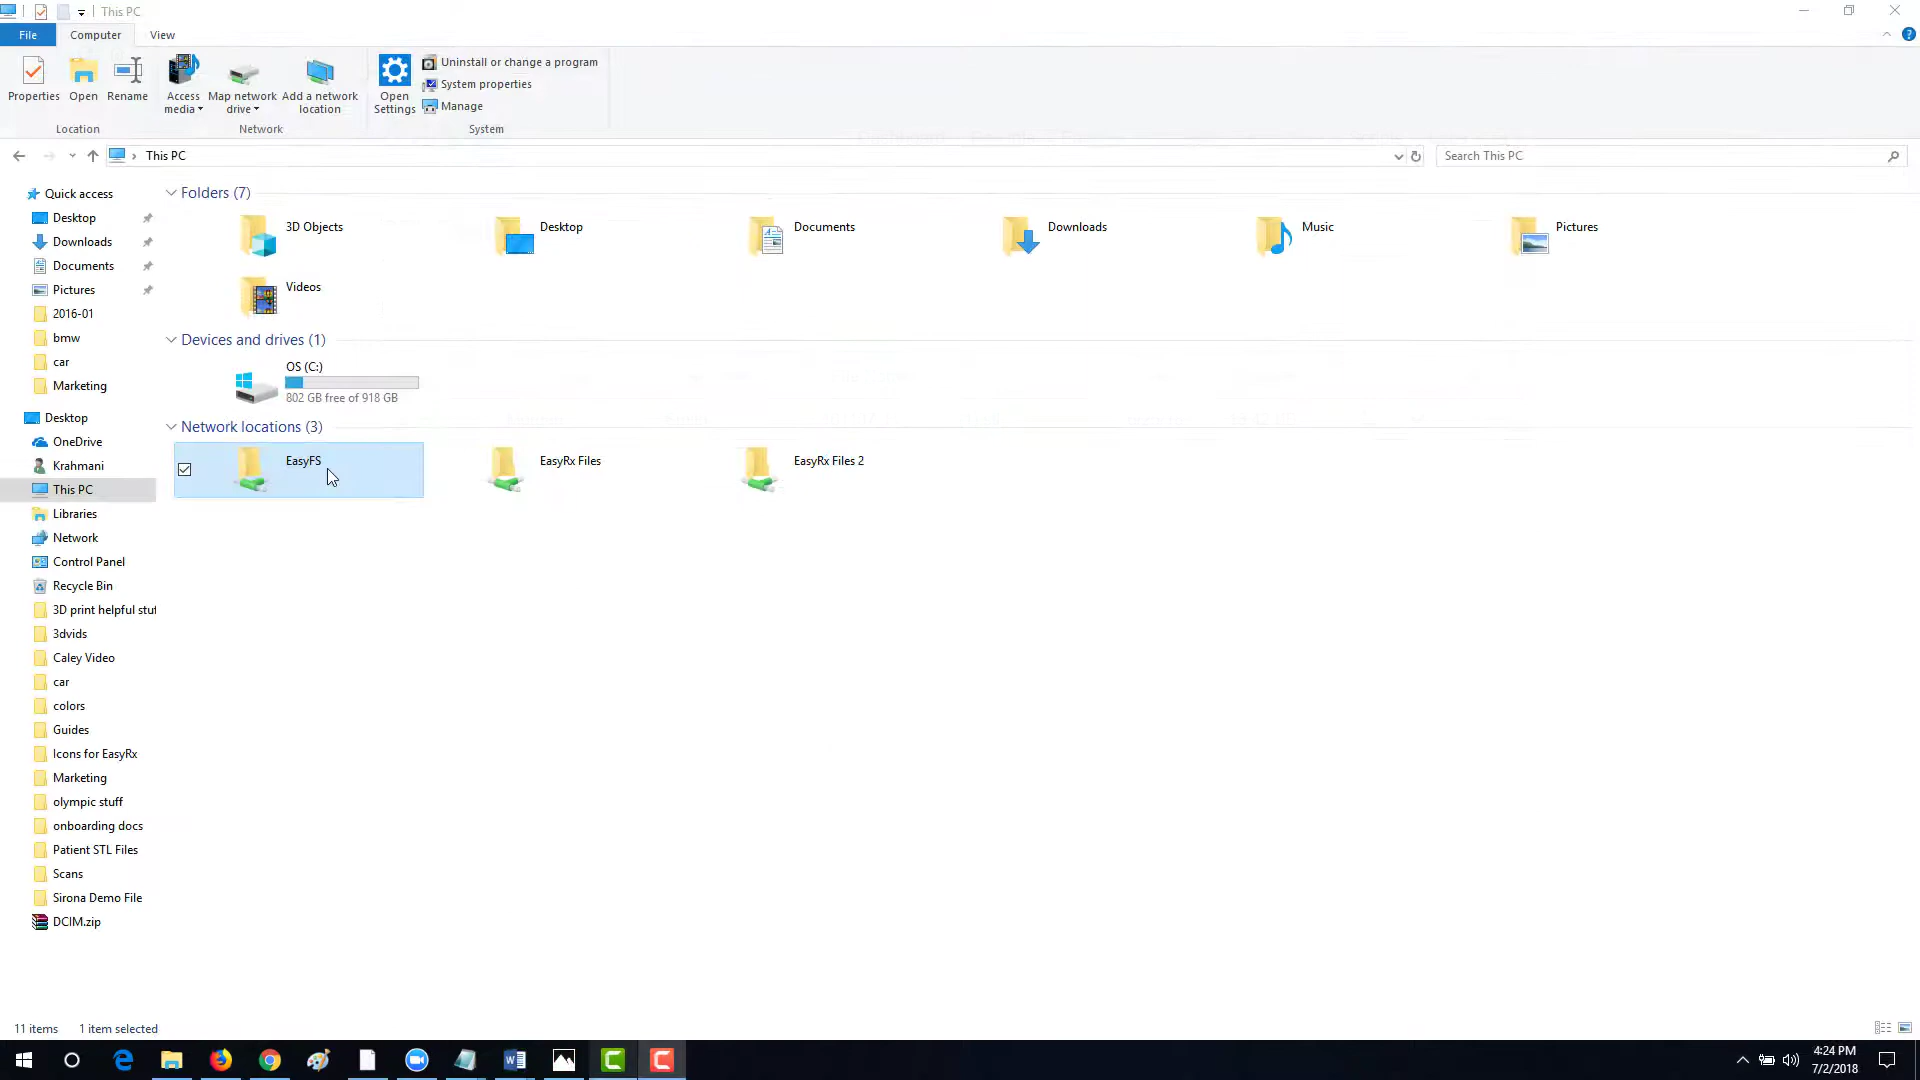 This PC
File
Computer
View
Properties
Open
Rename
Access media
Map network drive
Add a network location
Open Settings
Uninstall or change a program
System properties
Manage
Location
Network
System
This PC
Search This PC
Quick access
Desktop
Downloads
Documents
Pictures
2016-01
bmw
car
Marketing
Desktop
OneDrive
Krahmani
This PC
Libraries
Network
Control Panel
Recycle Bin
3D print helpful stuf
3dvids
Caley Video
car
colors
Guides
Icons for EasyRx
Marketing
olympic stuff
onboarding docs
Patient STL Files
Scans
Sirona Demo File
DCIM.zip
Folders (7)
3D Objects
Desktop
Documents
Downloads
Music
Pictures
Videos
Devices and drives (1)
OS (C:)
802 GB free of 918 GB
Network locations (3)
EasyFS
EasyRx Files
EasyRx Files 2
11 items
1 item selected
4:24 PM
7/2/2018